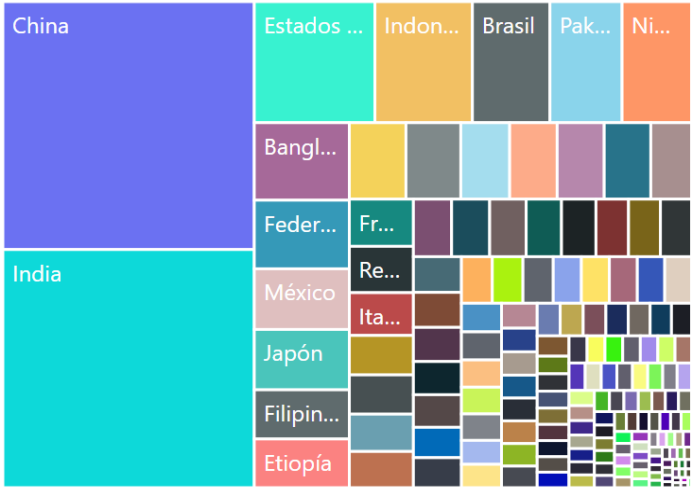 China
Estados ...
Indon...
Brasil
Pak...
Ni...
Bangl...
Feder...
Fr...
Re...
México
Ita...
India
Japón
Filipin...
Etiopía